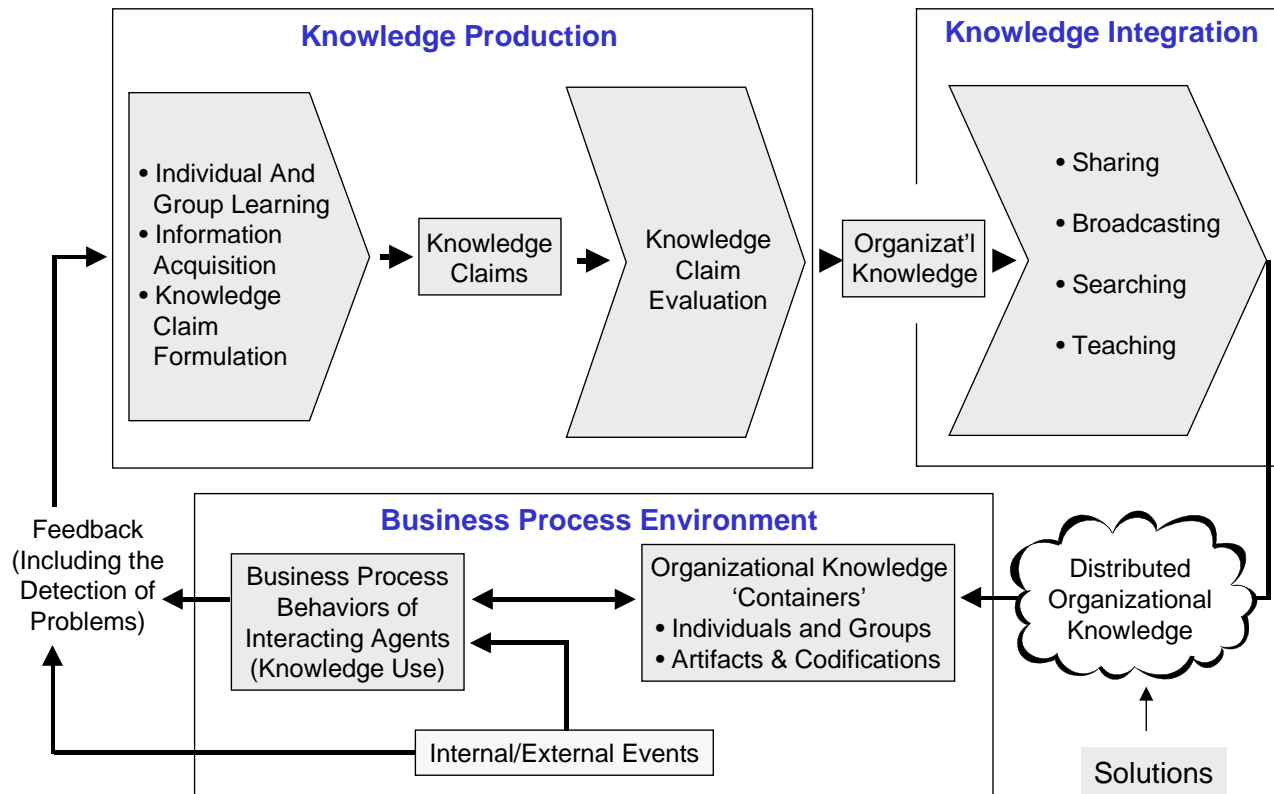 Knowledge Production
• Individual And
Group Learning
• Information
Acquisition
• Knowledge
Claim
Formulation
Knowledge
Claims
Knowledge
Claim
Evaluation
Organizat'l
Knowledge
Knowledge Integration
• Sharing
• Broadcasting
• Searching
• Teaching
Feedback
(Including the
Detection of
Problems)
Business Process Environment
Business Process
Behaviors of
Interacting Agents
(Knowledge Use)
Organizational Knowledge
‘Containers’
• Individuals and Groups
• Artifacts & Codifications
Internal/External Events
Distributed
Organizational
Knowledge
Solutions